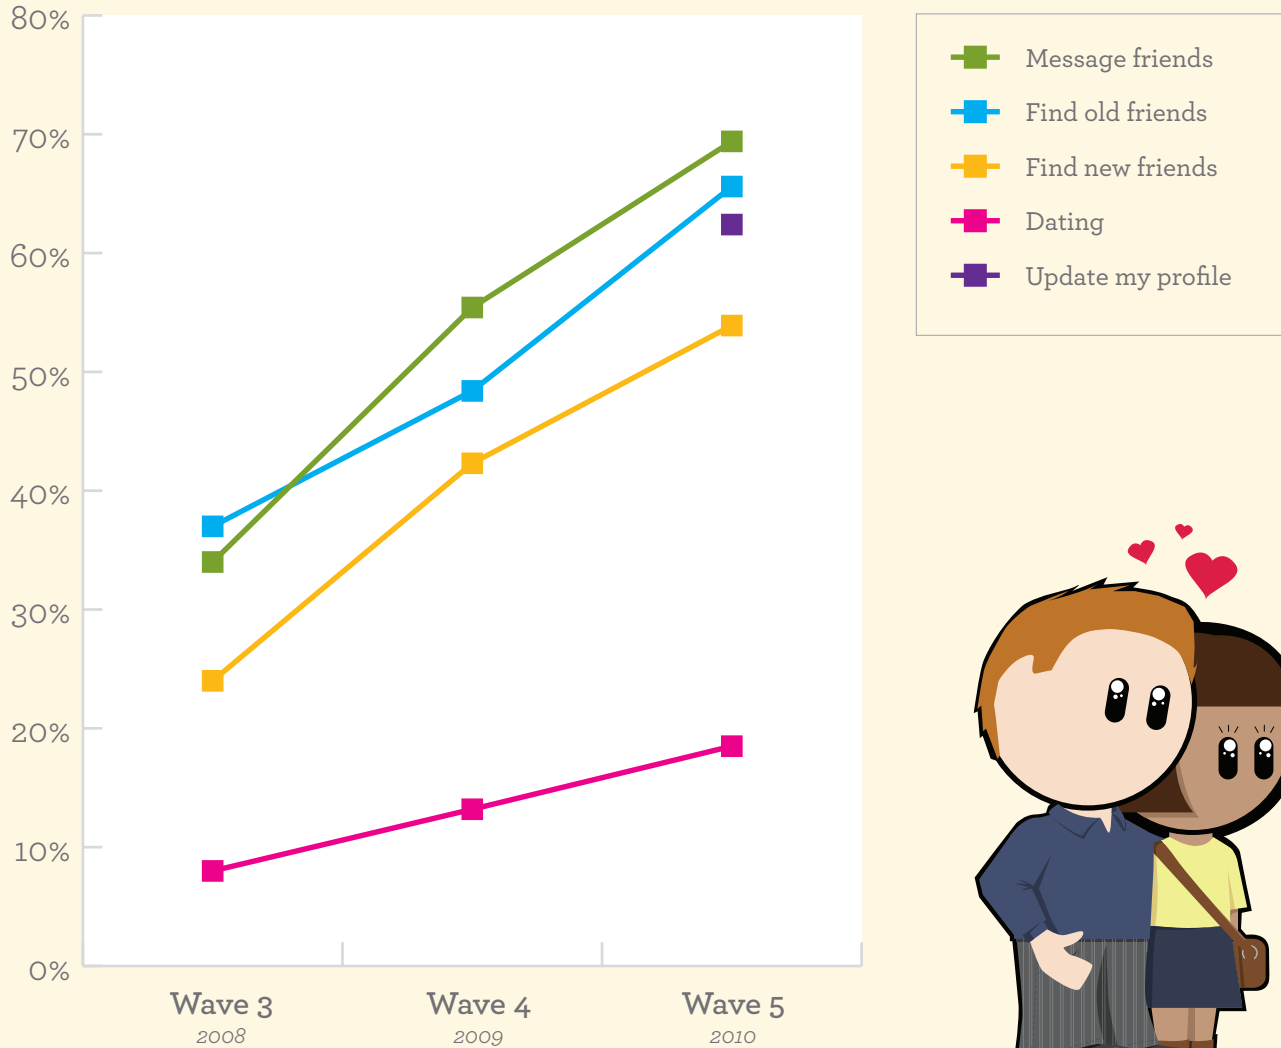 80%
70%
60%
50%
40%
30%
20%
10%
0%
Wave 3
2008
Wave 4
2009
Wave 5
2010
Message friends
Find old friends
Find new friends
Dating
Update my profile